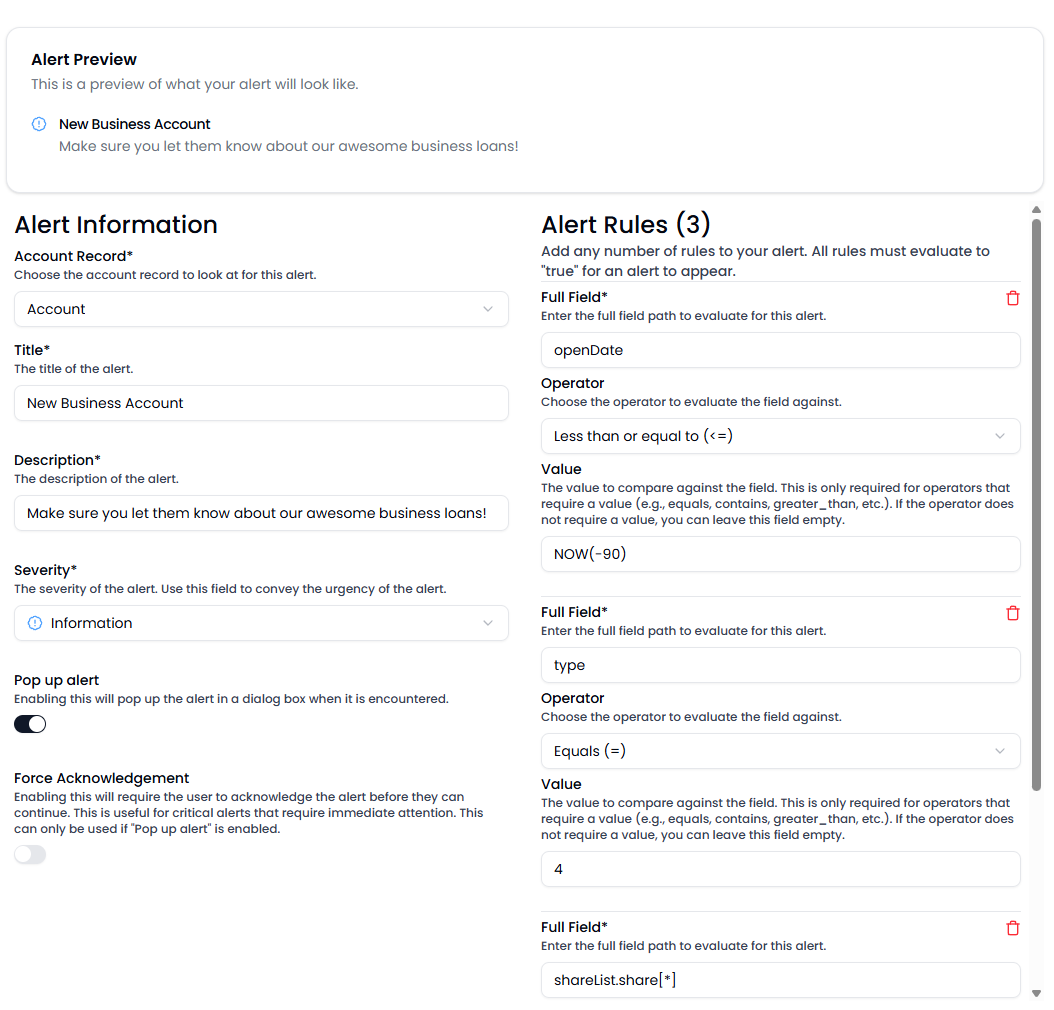 Alert Preview
This is a preview of what your alert will look like.
New Business Account
Make sure you let them know about our awesome business loans!
Alert Information
Account Record*
Choose the account record to look at for this alert.
Account
Title*
The title of the alert.
New Business Account
Description*
The description of the alert.
Make sure you let them know about our awesome business loans!
Severity*
The severity of the alert. Use this field to convey the urgency of the alert.
Information
Pop up alert
Enabling this will pop up the alert in a dialog box when it is encountered.
Force Acknowledgement
Enabling this will require the user to acknowledge the alert before they can
continue. This is useful for critical alerts that require immediate attention. This
can only be used if "Pop up alert" is enabled.
Alert Rules (3)
Add any number of rules to your alert. All rules must evaluate to
"true" for an alert to appear.
Full Field*
Enter the full field path to evaluate for this alert.
openDate
Operator
Choose the operator to evaluate the field against.
Less than or equal to (<=)
Value
The value to compare against the field. This is only required for operators that
require a value (e.g., equals, contains, greater_than, etc.). If the operator does
not require a value, you can leave this field empty.
NOW(-90)
Full Field*
Enter the full field path to evaluate for this alert.
type
Operator
Choose the operator to evaluate the field against.
Equals (=)
Value
The value to compare against the field. This is only required for operators that
require a value (e.g., equals, contains, greater_than, etc.). If the operator does
not require a value, you can leave this field empty.
4
Full Field*
Enter the full field path to evaluate for this alert.
shareList.share[*]